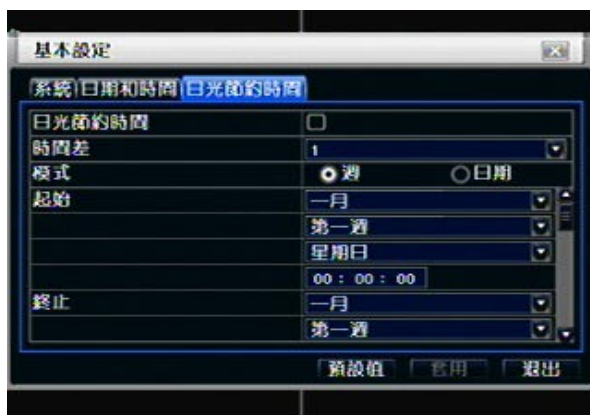 基本設定
系統 日期和時間 日光節約時間
日光節約時間
時間差 1
模式 週 日期
起始 一月
第一週
星期日
00 : 00 : 00
終止 一月
第一週
預設值 套用 退出